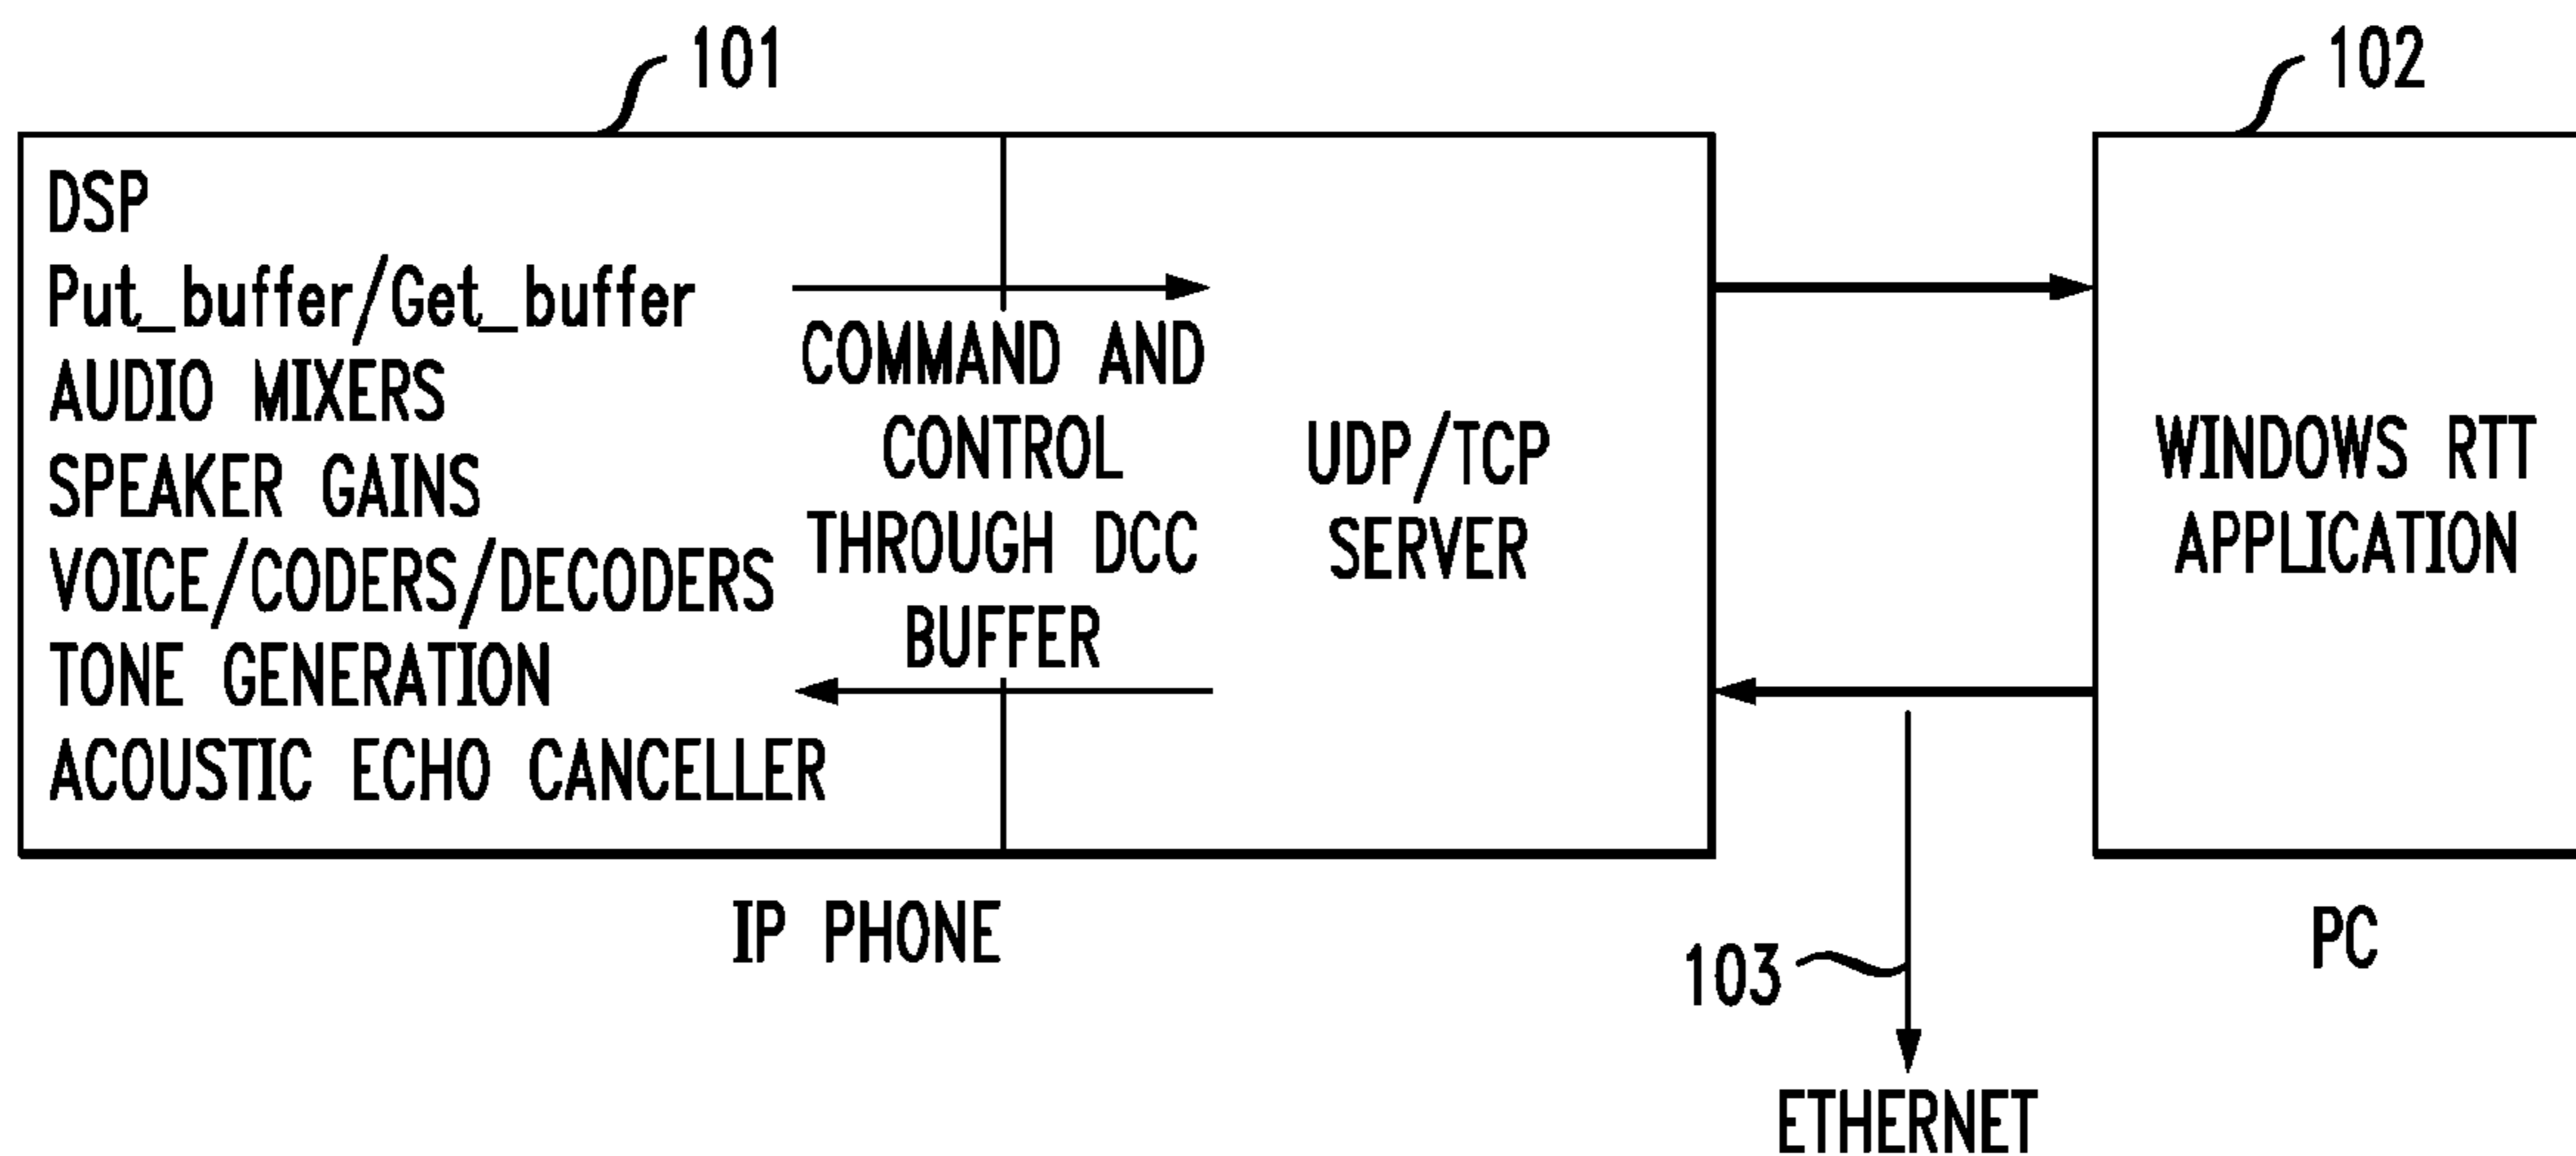 101
102
DSP
Put_buffer/Get_buffer
AUDIO MIXERS
SPEAKER GAINS
VOICE/CODERS/DECODERS
TONE GENERATION
ACOUSTIC ECHO CANCELLER
COMMAND AND
CONTROL
THROUGH DCC
BUFFER
UDP/TCP
SERVER
WINDOWS RTT
APPLICATION
IP PHONE
PC
103
ETHERNET